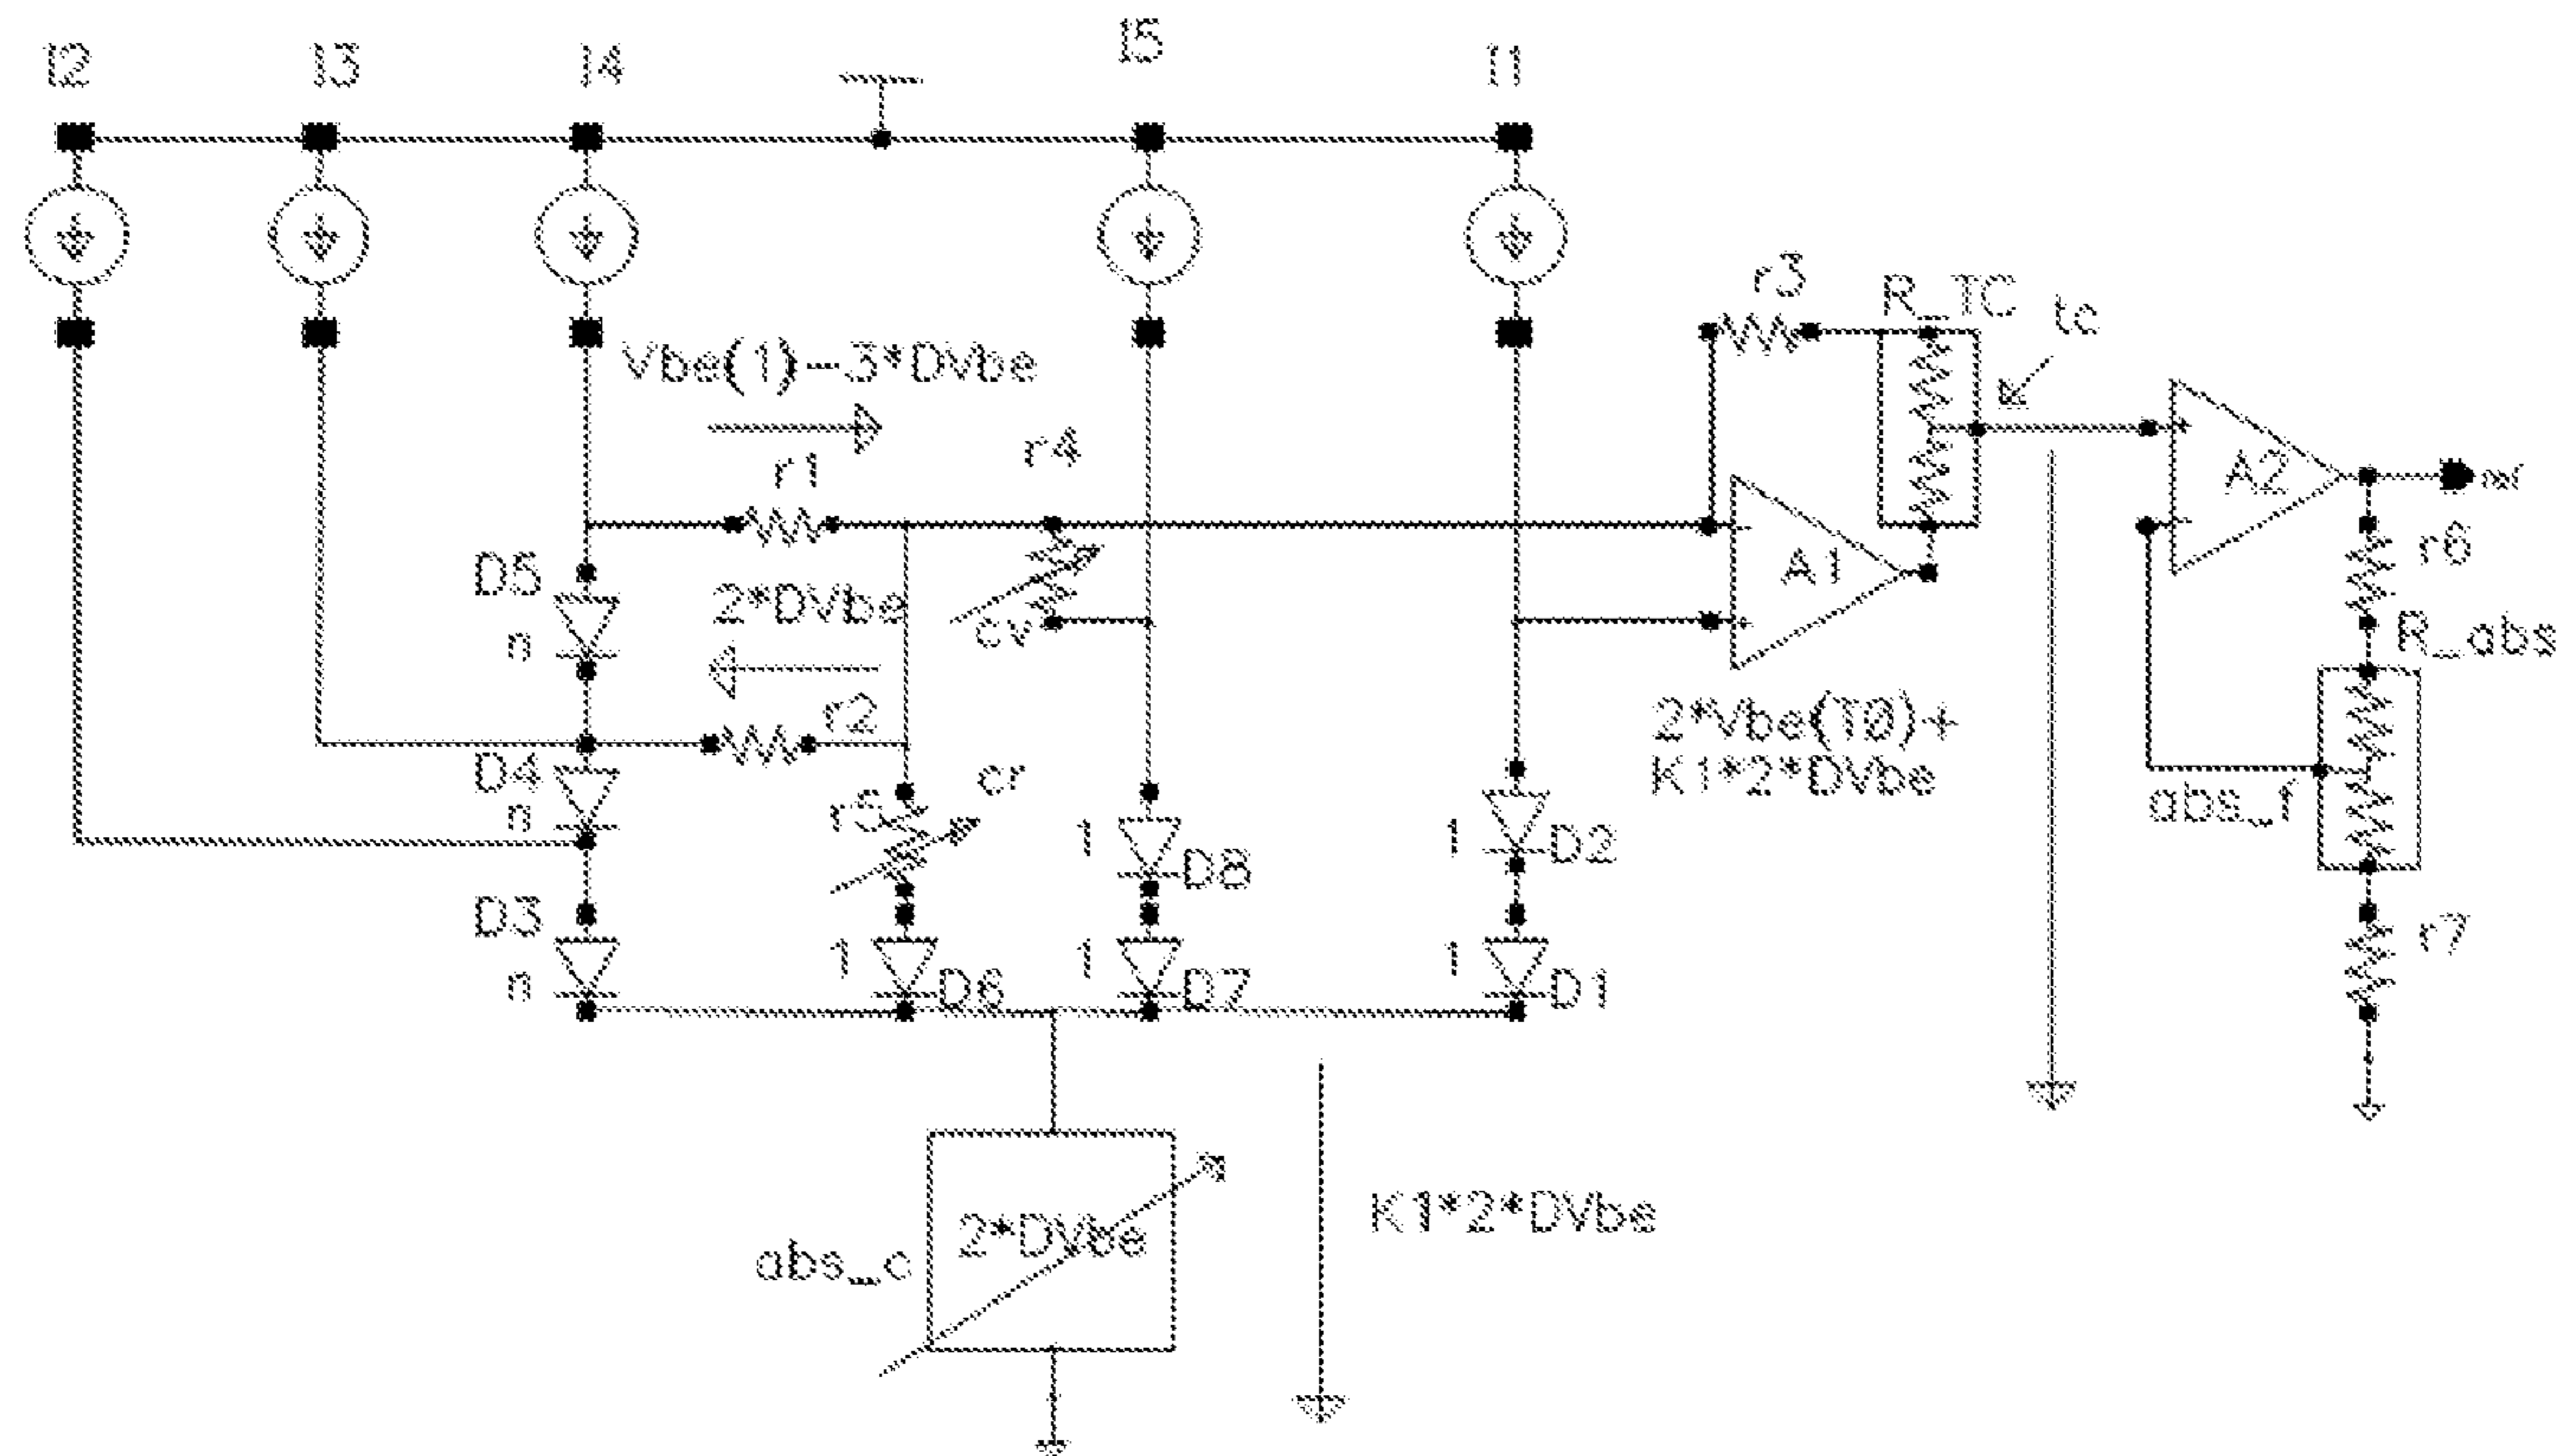 I2
I3
I4
I5
I1
Vbe(1)-3*DVbe
r1
r4
r3
R_TC
tc
A2
ref
D5
n
2*DVbe
cv
A1
r6
R_abs
r2
2*Vbe(T0)+
K1*2*DVbe
D4
n
r5
cr
1
D8
1
D2
abs_f
D3
n
1
D6
1
D7
1
D1
r7
abs_c
2*DVbe
K1*2*DVbe